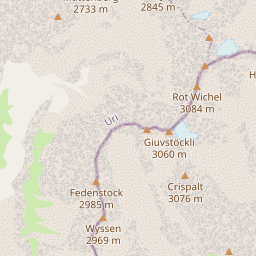 2733 m
2845 m
Rot Wichel
3084 m
Uri
Giuvstöckli
3060 m
Crispalt
3076 m
Fedenstock
2985 m
Wyssen
2969 m